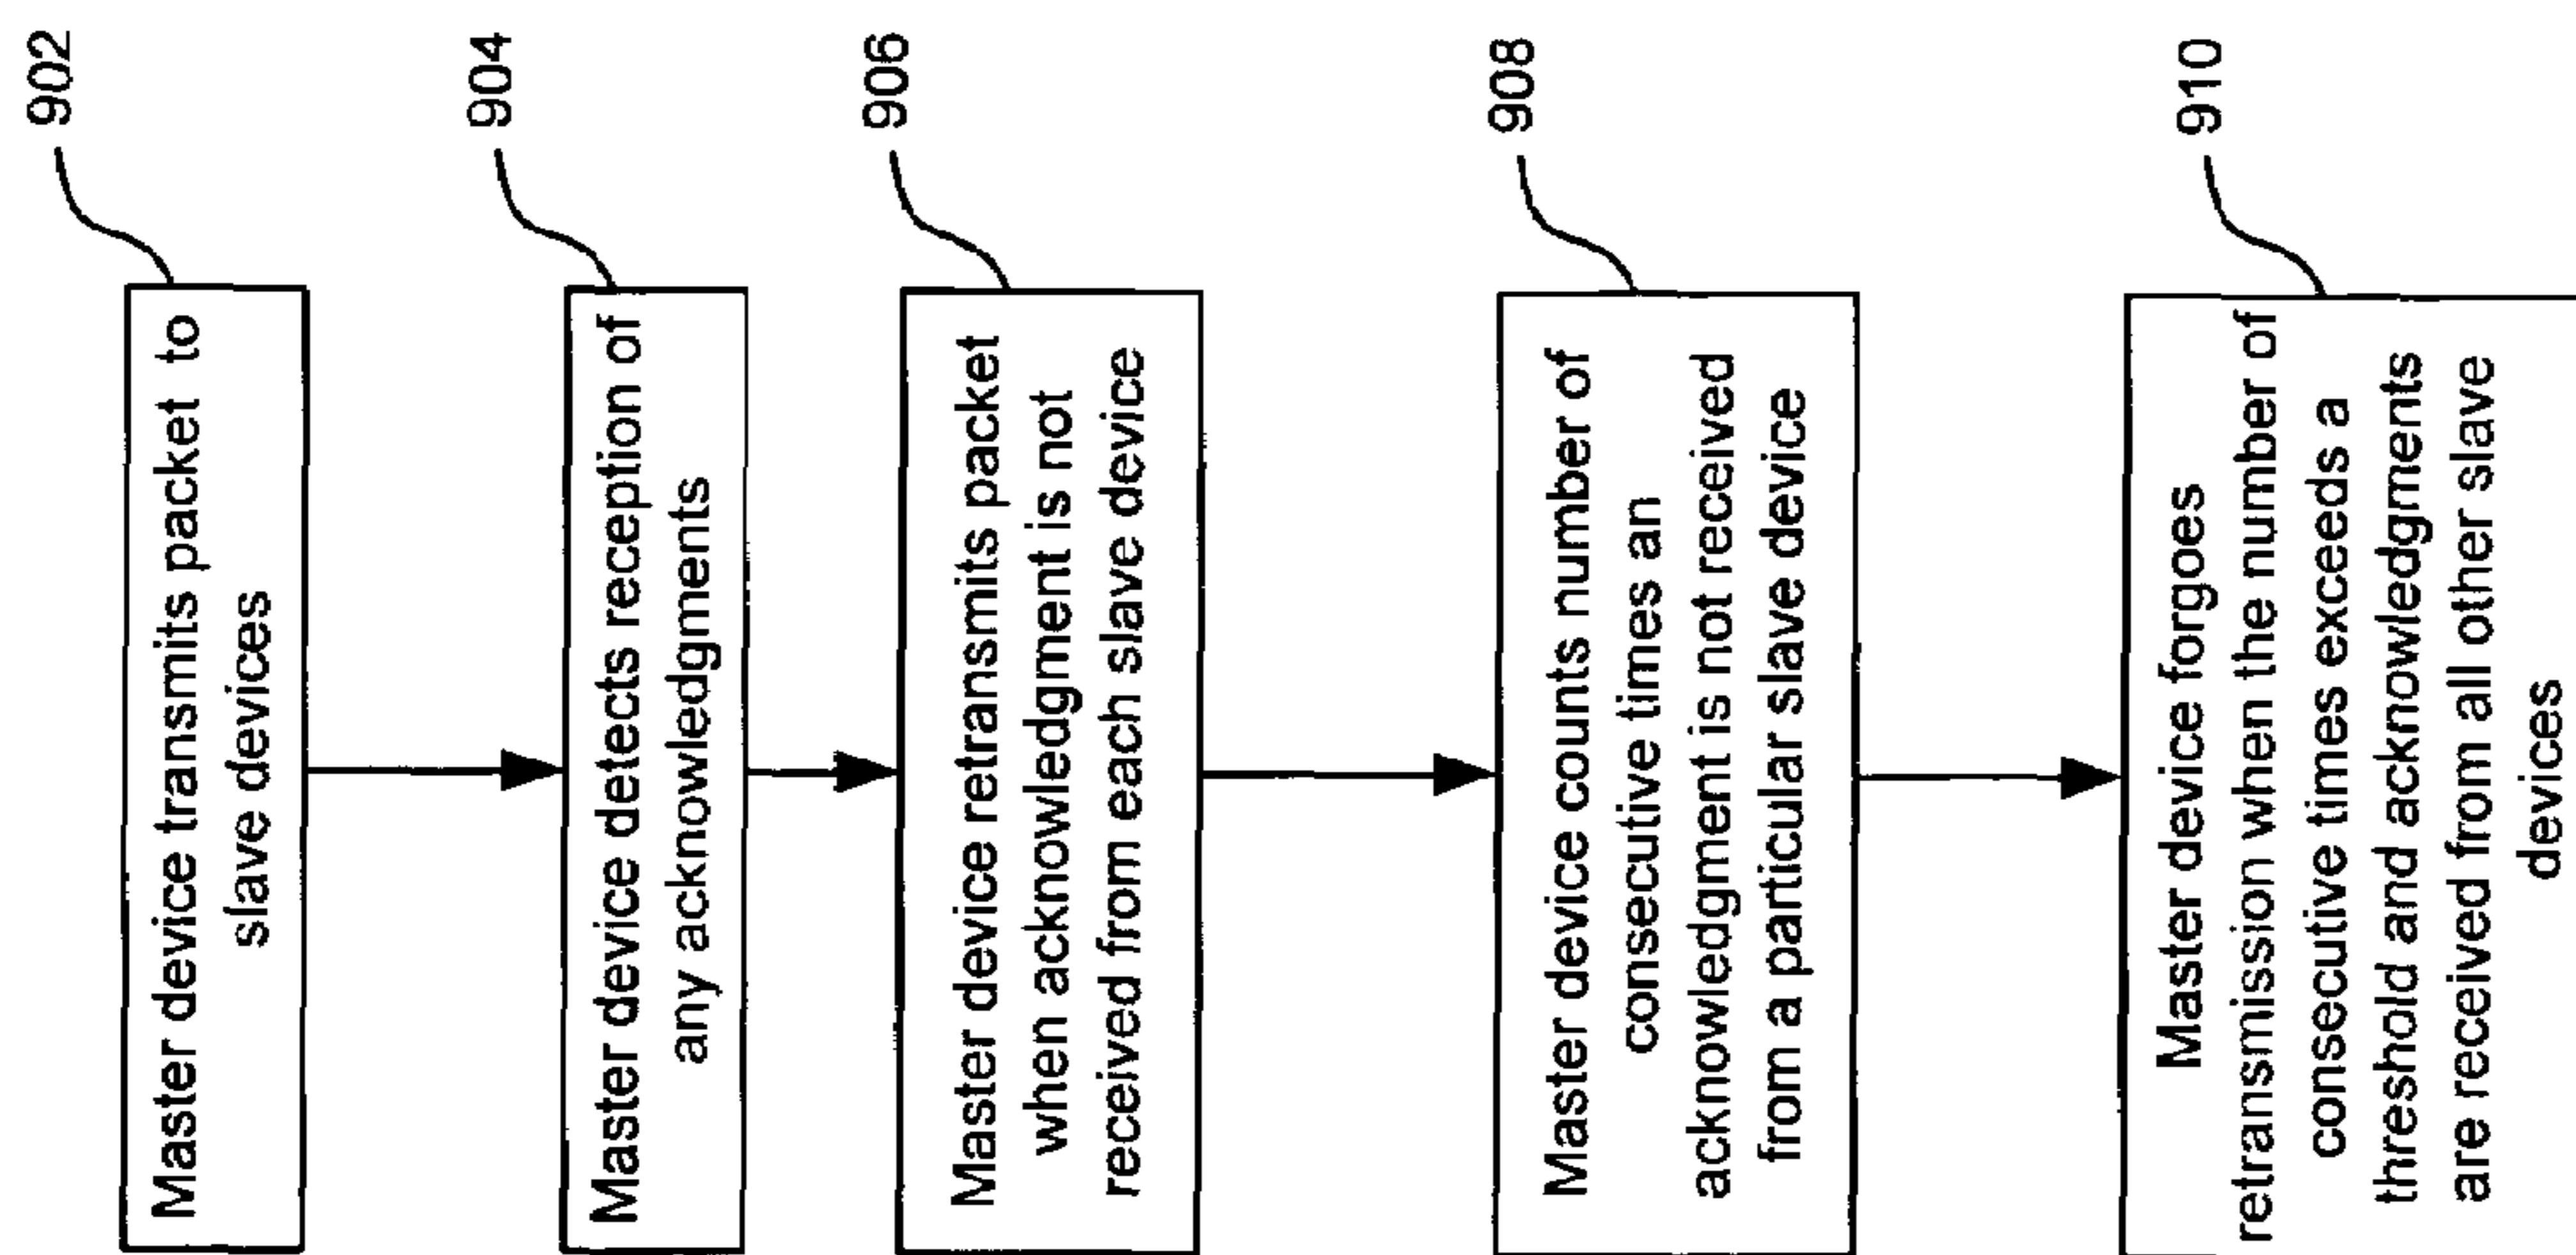 902
Master device transmits packet to
slave devices
904
Master device detects reception of
any acknowledgments
906
Master device retransmits packet
when acknowledgment is not
received from each slave device
908
Master device counts number of
consecutive times an
acknowledgment is not received
from a particular slave device
910
Master device forgoes
retransmission when the number of
consecutive times exceeds a
threshold and acknowledgments
are received from all other slave
devices